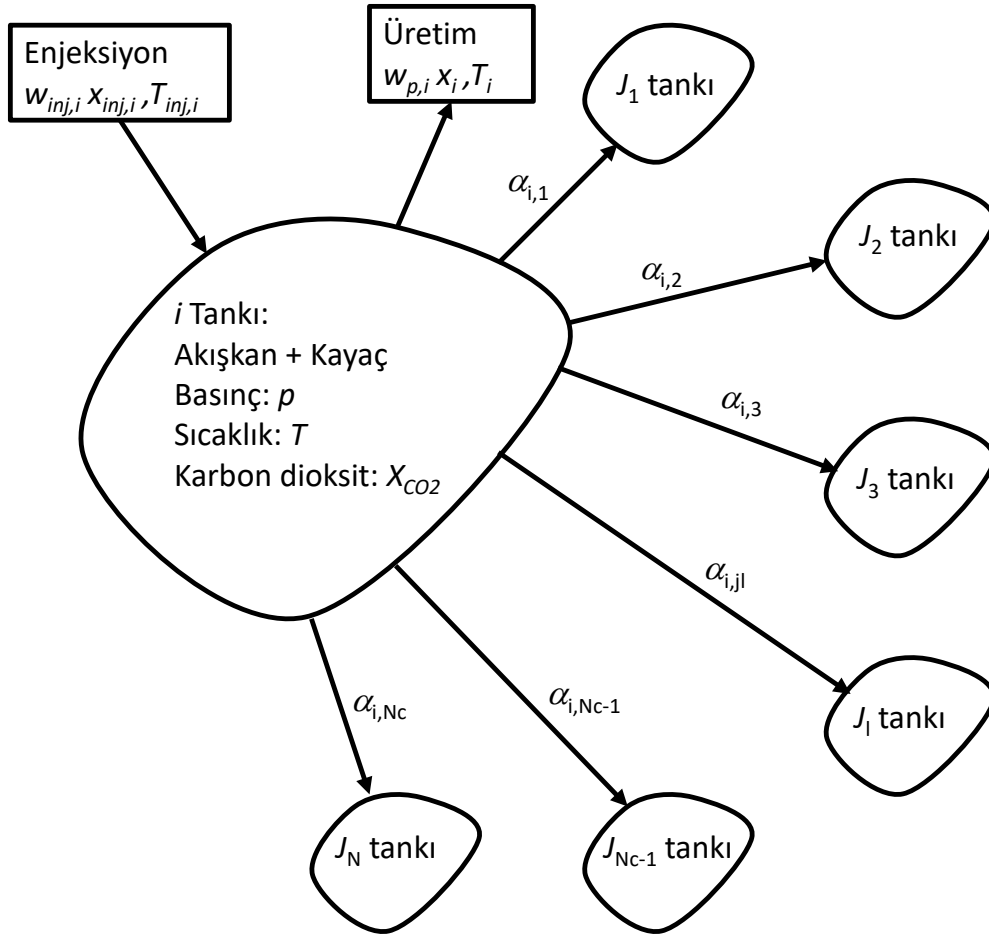 Enjeksiyon
w_inj,i x_inj,i ,T_inj,i
Üretim
w_p,i x_i ,T_i
J_1 tankı
α_i,1
J_2 tankı
α_i,2
i Tankı:
Akışkan + Kayaç
Basınç: p
Sıcaklık: T
Karbon dioksit: X_CO2
α_i,3
J_3 tankı
α_i,jl
J_l tankı
α_i,Nc-1
α_i,Nc
J_N tankı
J_Nc-1 tankı